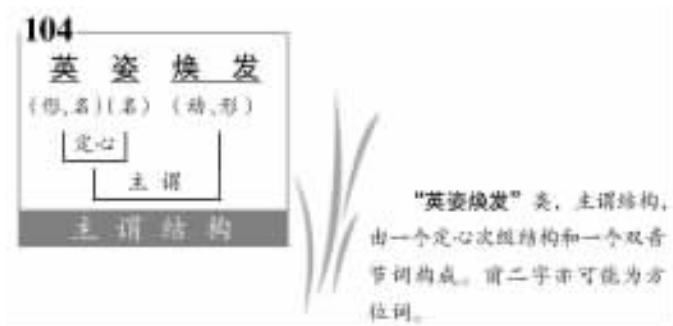 104
英 姿 焕 发
(形、名)(名) (动、形)
定心
主 谓
主 谓 结 构
“英姿焕发”类,主谓结构,
由一个定心次级结构和一个双音
节词构成。前二字亦可能为方
位词。